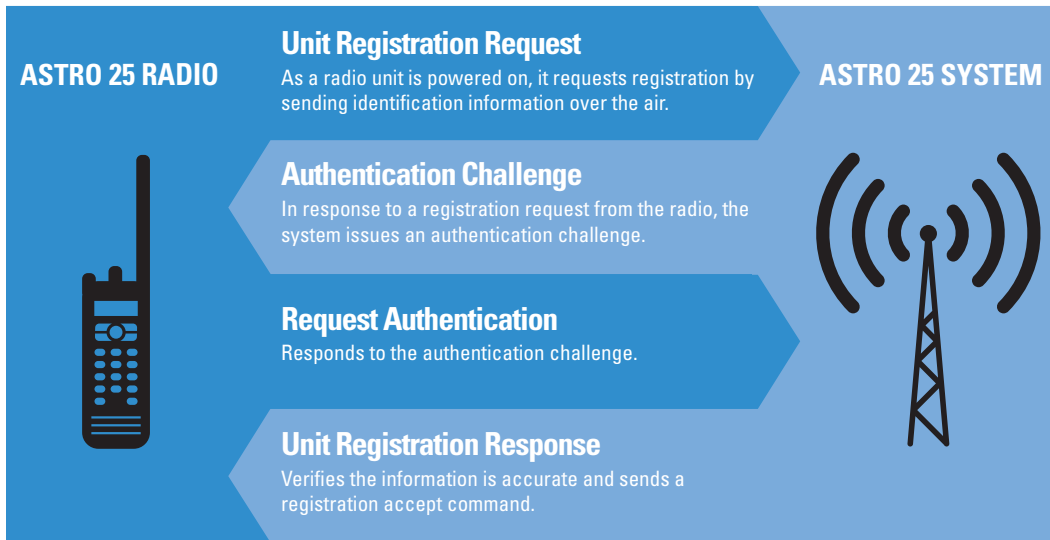 ASTRO 25 RADIO
Unit Registration Request
As a radio unit is powered on, it requests registration by
sending identification information over the air.
ASTRO 25 SYSTEM
Authentication Challenge
In response to a registration request from the radio, the
system issues an authentication challenge.
Request Authentication
Responds to the authentication challenge.
Unit Registration Response
Verifies the information is accurate and sends a
registration accept command.